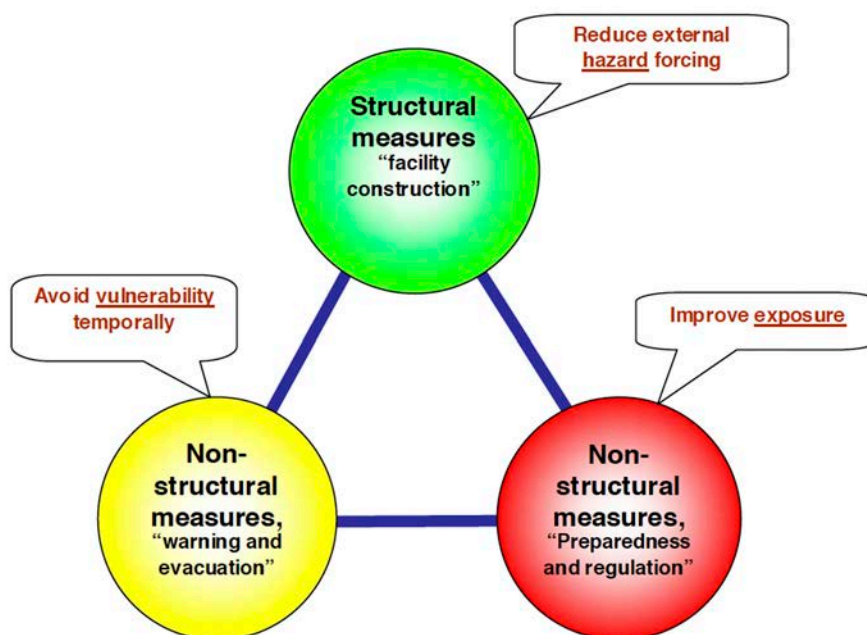 Reduce external
hazard forcing
Structural
measures
“facility
construction”
Avoid vulnerability
temporally
Improve exposure
Non-
structural
measures,
“warning and
evacuation”
Non-
structural
measures,
“Preparedness
and regulation”